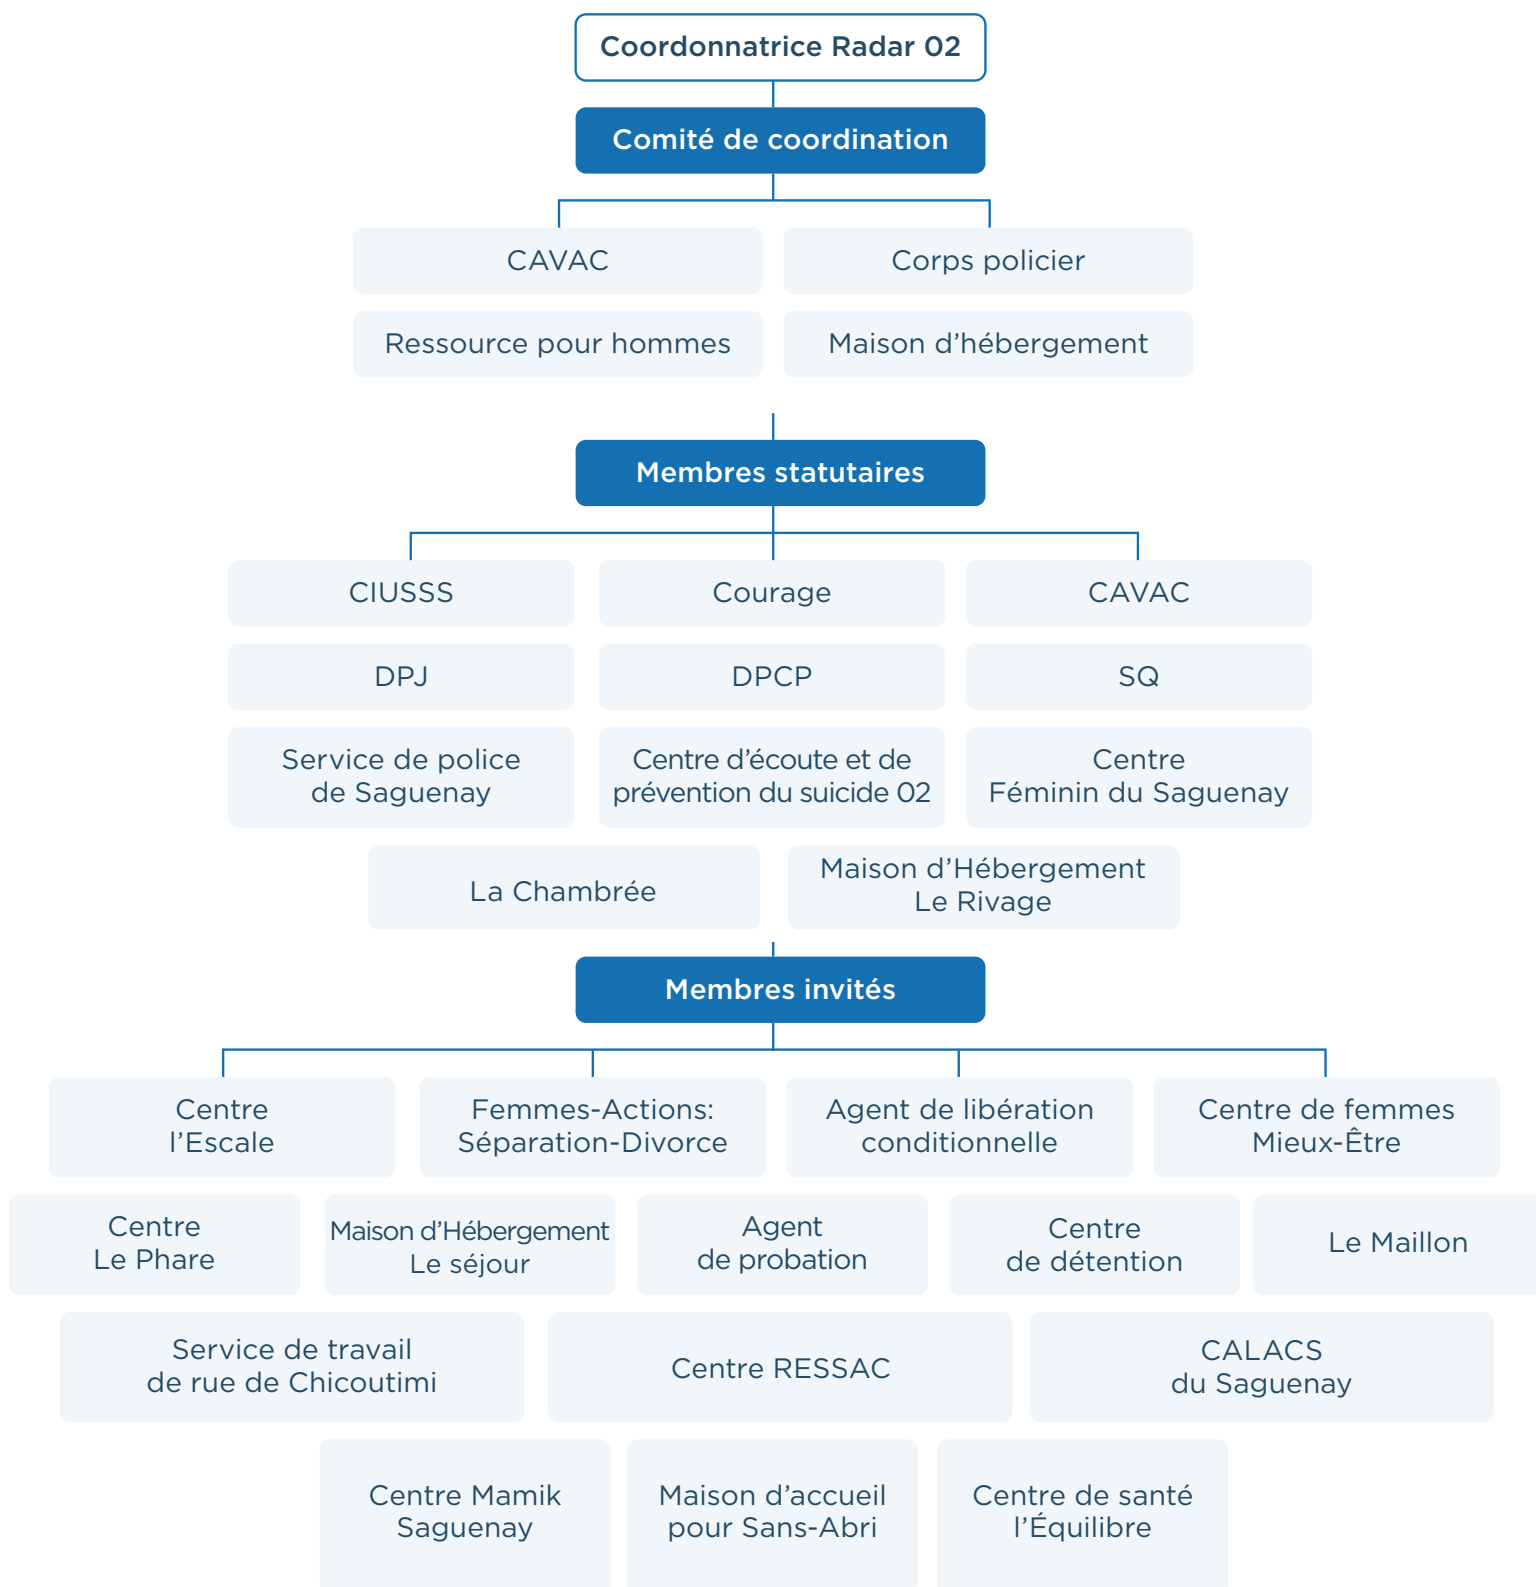 Coordonnatrice Radar 02
Comité de coordination
CAVAC
Corps policier
Ressource pour hommes
Maison d’hébergement
Membres statutaires
CIUSSS
Courage
CAVAC
DPJ
DPCP
SQ
Service de police
de Saguenay
Centre d’écoute et de
prévention du suicide 02
Centre
Féminin du Saguenay
La Chambrée
Maison d’Hébergement
Le Rivage
Membres invités
Centre
l’Escale
Femmes-Actions:
Séparation-Divorce
Agent de libération
conditionnelle
Centre de femmes
Mieux-Être
Centre
Le Phare
Maison d’Hébergement
Le séjour
Agent
de probation
Centre
de détention
Le Maillon
Service de travail
de rue de Chicoutimi
Centre RESSAC
CALACS
du Saguenay
Centre Mamik
Saguenay
Maison d’accueil
pour Sans-Abri
Centre de santé
l’Équilibre